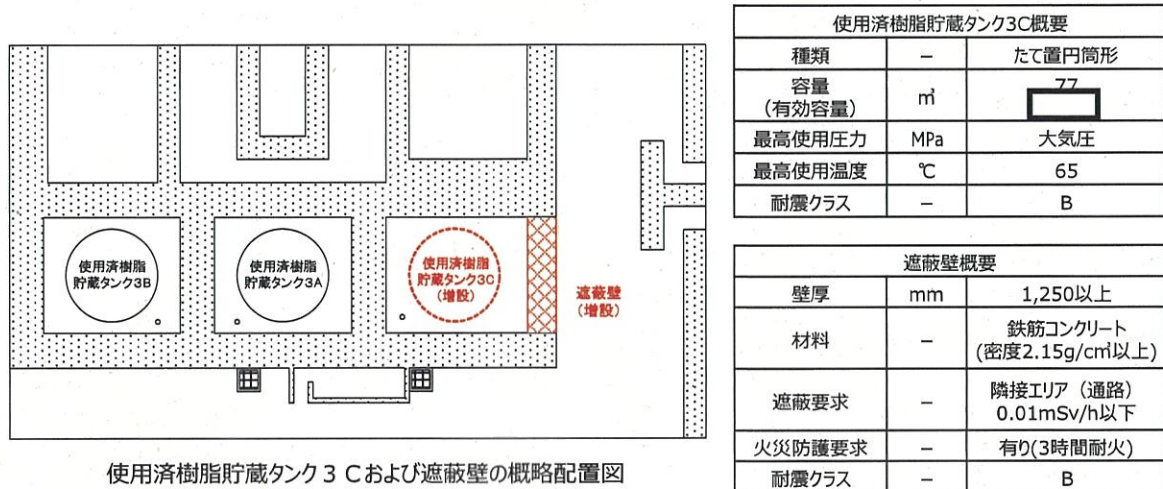 使用済樹脂
貯蔵タンク3B
使用済樹脂
貯蔵タンク3A
使用済樹脂
貯蔵タンク3C
(増設)
遮蔽壁
(増設)
使用済樹脂貯蔵タンク3Cおよび遮蔽壁の概略配置図
使用済樹脂貯蔵タンク3C概要
種類 － たて置円筒形
容量
(有効容量) ㎥ 77
最高使用圧力 MPa 大気圧
最高使用温度 ℃ 65
耐震クラス － B
遮蔽壁概要
壁厚 mm 1,250以上
材料 － 鉄筋コンクリート
(密度2.15g/c㎥以上)
遮蔽要求 － 隣接エリア（通路）
0.01mSv/h以下
火災防護要求 － 有り(3時間耐火)
耐震クラス － B